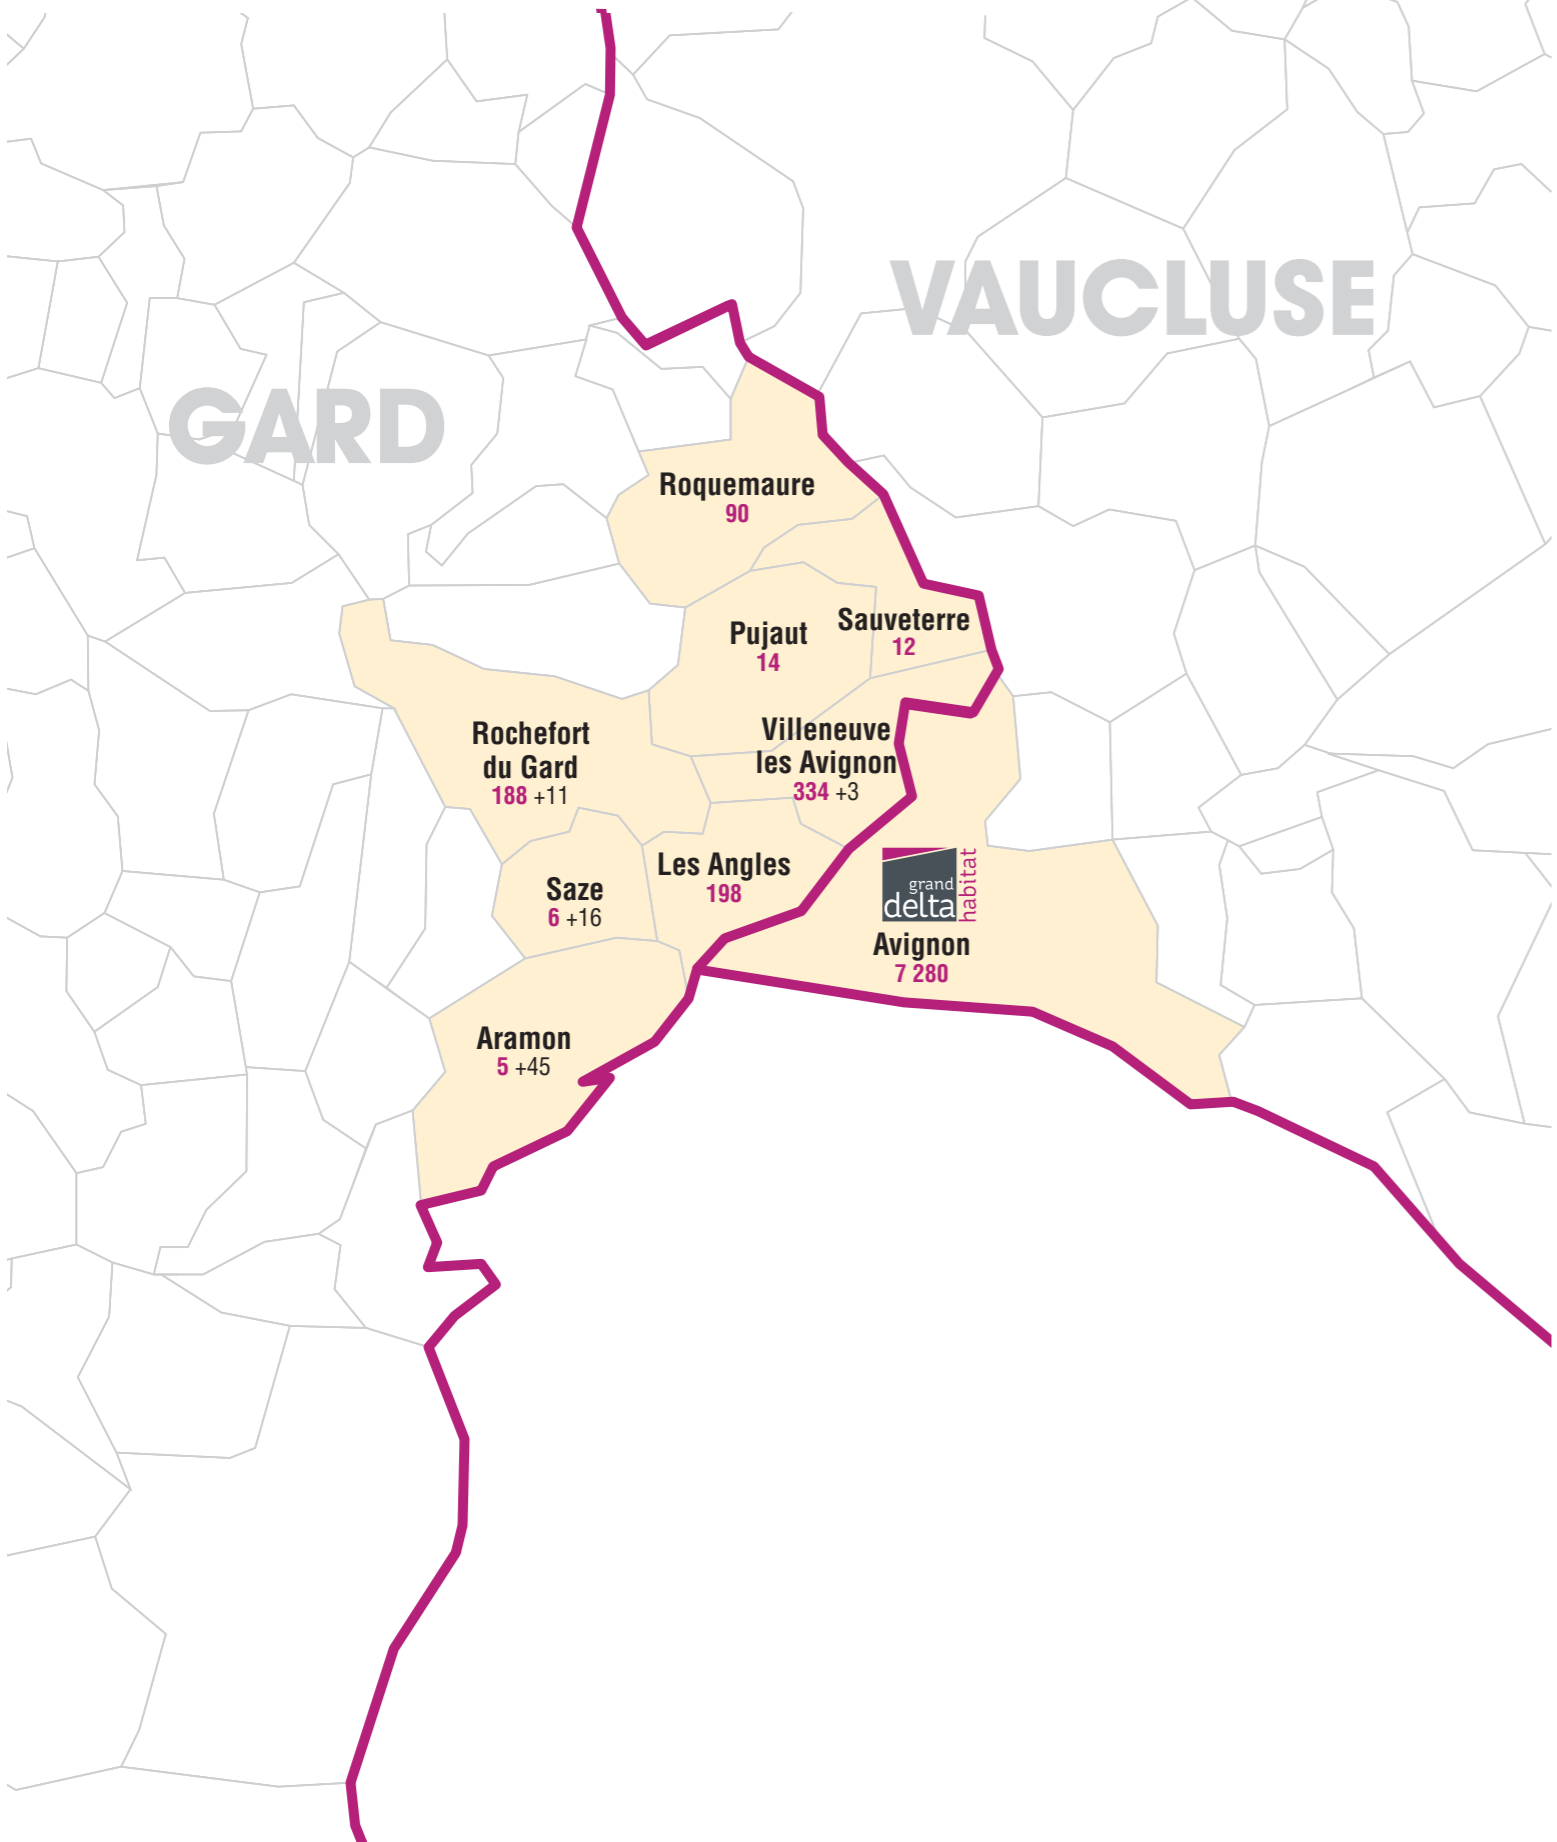 VAUCLUSE
GARD
Roquemaure
90
Sauveterre
12
Pujaut
14
Villeneuve
les Avignon
334 +3
Rochefort
du Gard
188 +11
Les Angles
198
Saze
6 +16
grand
delta
habitat
Avignon
7 280
Aramon
5 +45